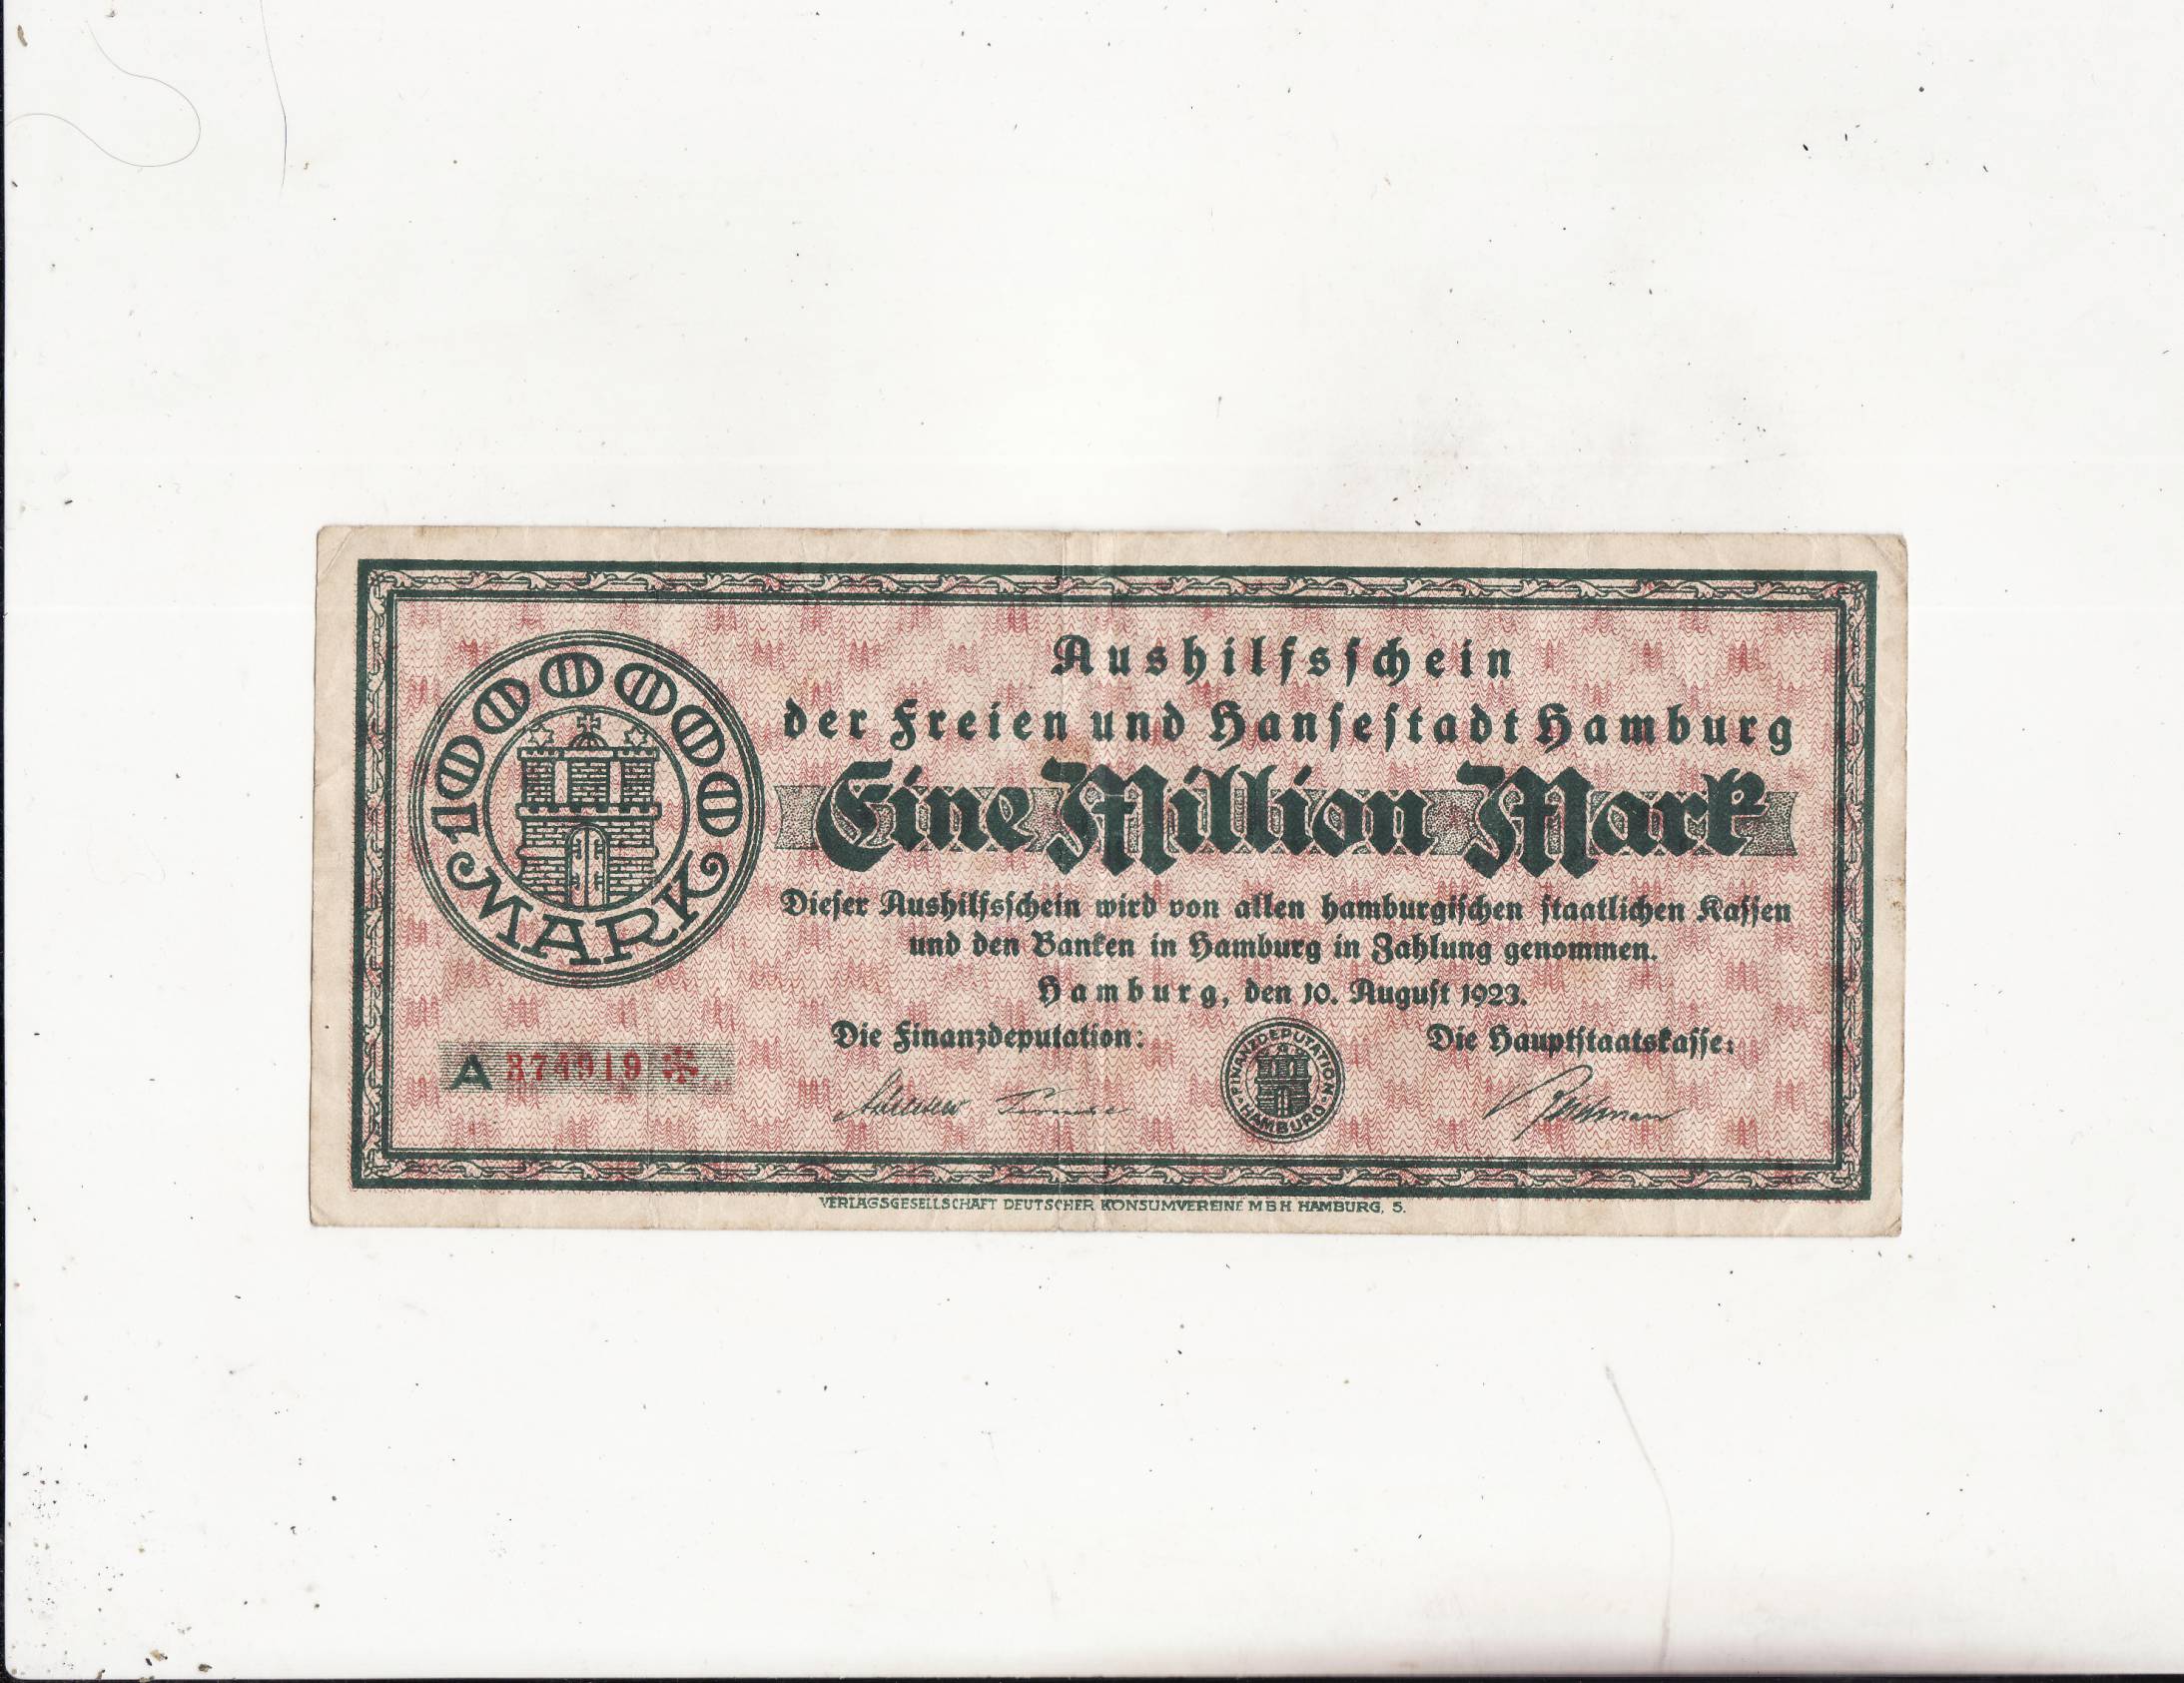 1000000
MARK
Aushilfsschein
der Freien und Hansestadt Hamburg
Eine Million Mark
Dieser Aushilfsschein wird von allen hamburgischen staatlichen Kassen
und den Banken in Hamburg in Zahlung genommen.
Hamburg, den 10. August 1923.
Die Finanzdeputation:
Die Hauptstaatskasse:
FINANZDEPUTATION
HAMBURG
A 374919 *
VERLAGSGESELLSCHAFT DEUTSCHER KONSUMVEREINE M B H HAMBURG, 5.